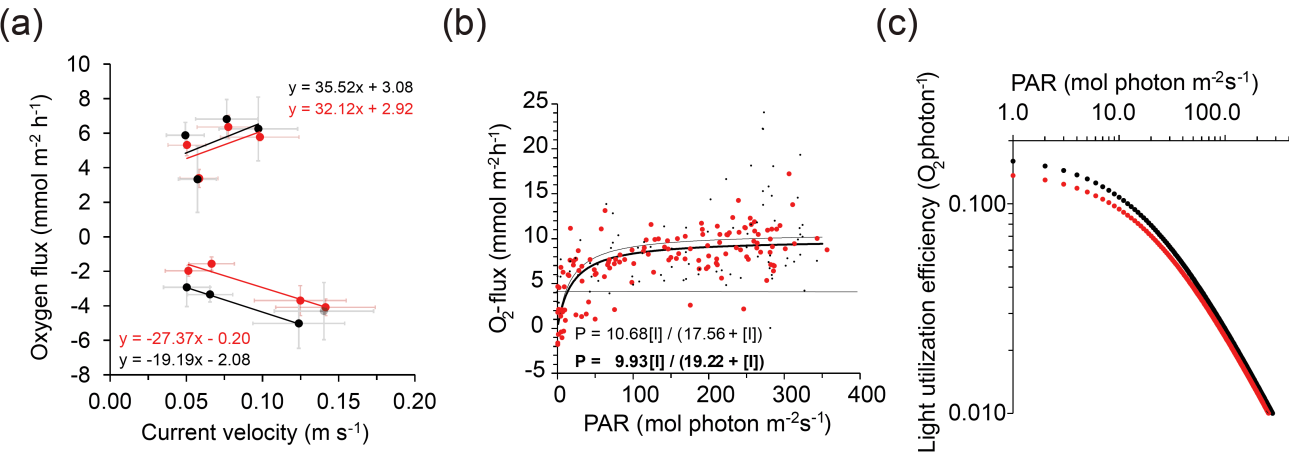 (a)
10
8
6
4
2
0
-2
-4
-6
-8
0.00 0.05 0.10 0.15 0.20
Oxygen flux (mmol m-2 h-1)
Current velocity (m s-1)
y = 35.52x + 3.08
y = 32.12x + 2.92
y = -27.37x - 0.20
y = -19.19x - 2.08
(b)
25
20
15
10
5
0
-5
0 100 200 300 400
O2-flux (mmol m-2h-1)
PAR (mol photon m-2s-1)
P = 10.68[I] / (17.56 + [I])
P = 9.93[I] / (19.22 + [I])
(c)
PAR (mol photon m-2s-1)
1.0 10.0 100.0
0.100
0.010
Light utilization efficiency (O2photon-1)